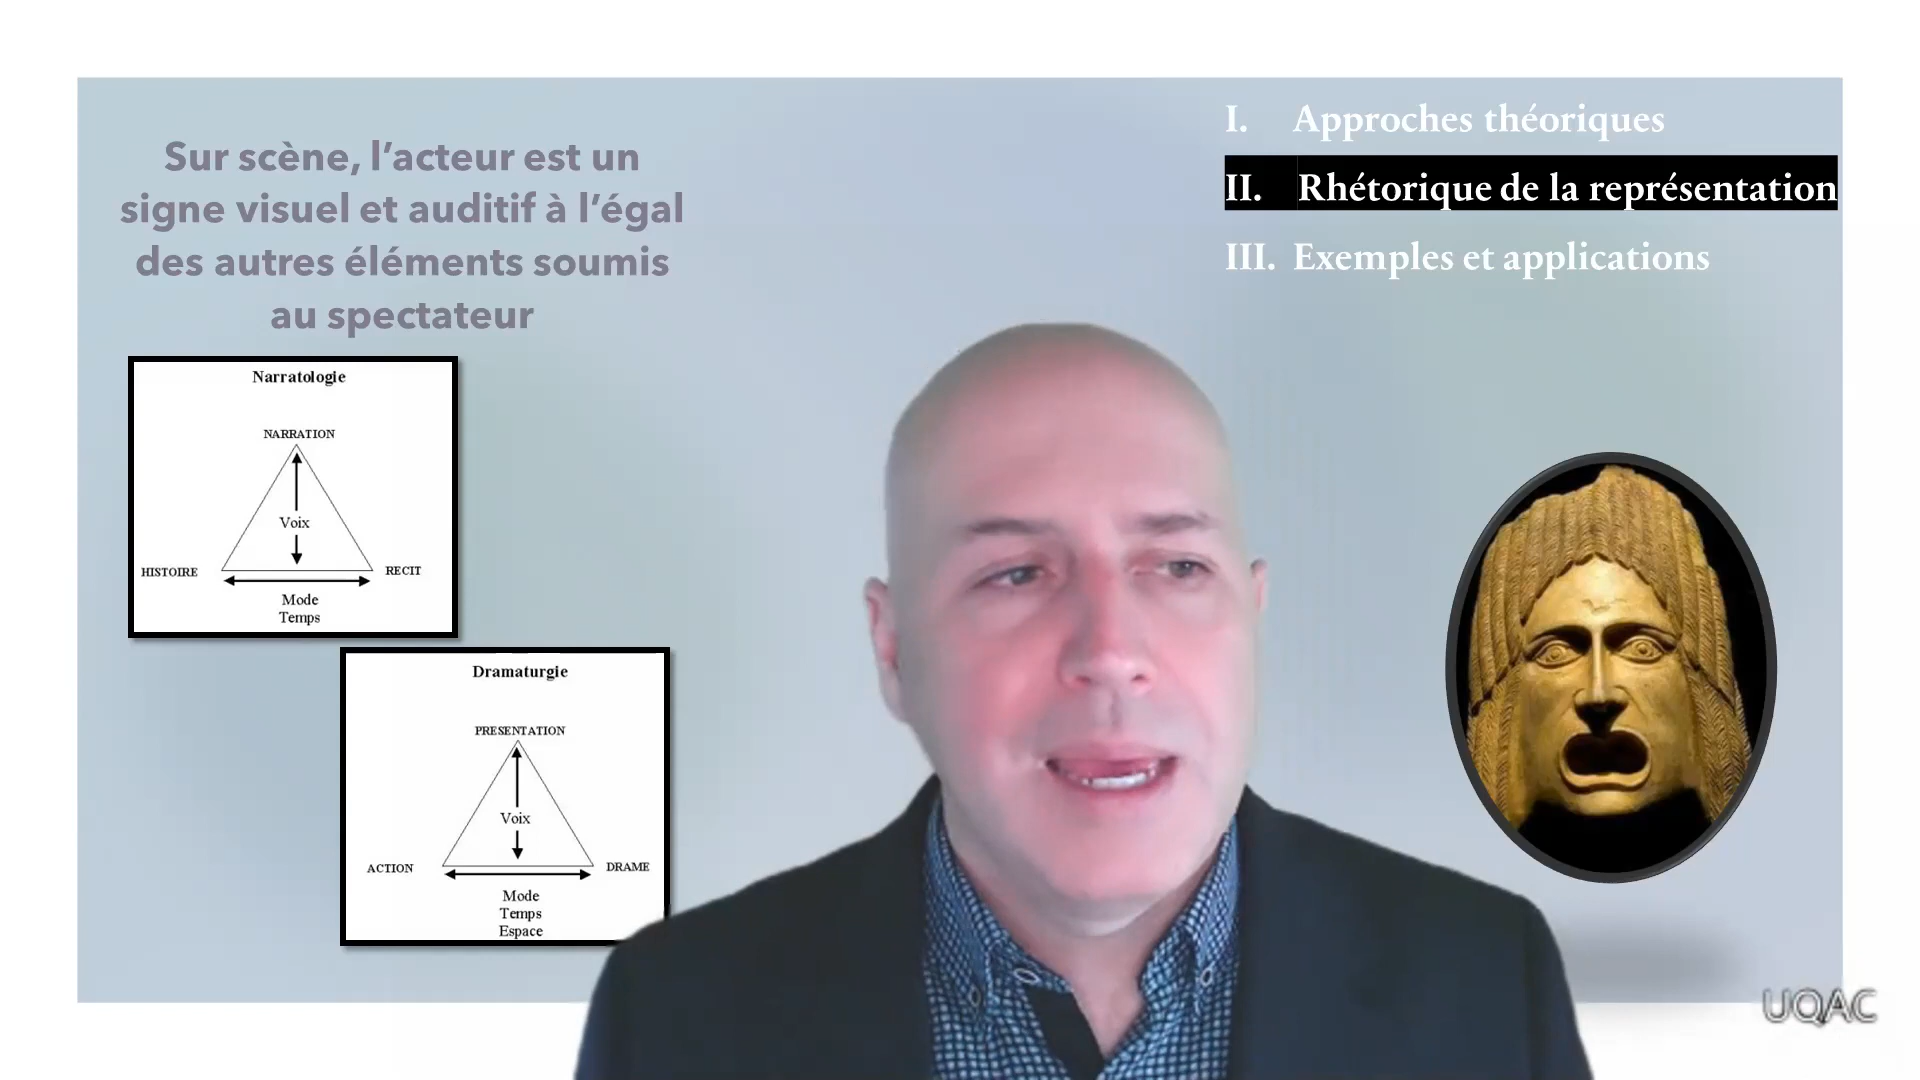 Sur scène, l’acteur est un
signe visuel et auditif à l’égal
des autres éléments soumis
au spectateur
I. Approches théoriques
II. Rhétorique de la représentation
III. Exemples et applications
Narratologie
NARRATION
Voix
HISTOIRE
RECIT
Mode
Temps
Dramaturgie
PRESENTATION
Voix
ACTION
DRAME
Mode
Temps
Espace
UQAC